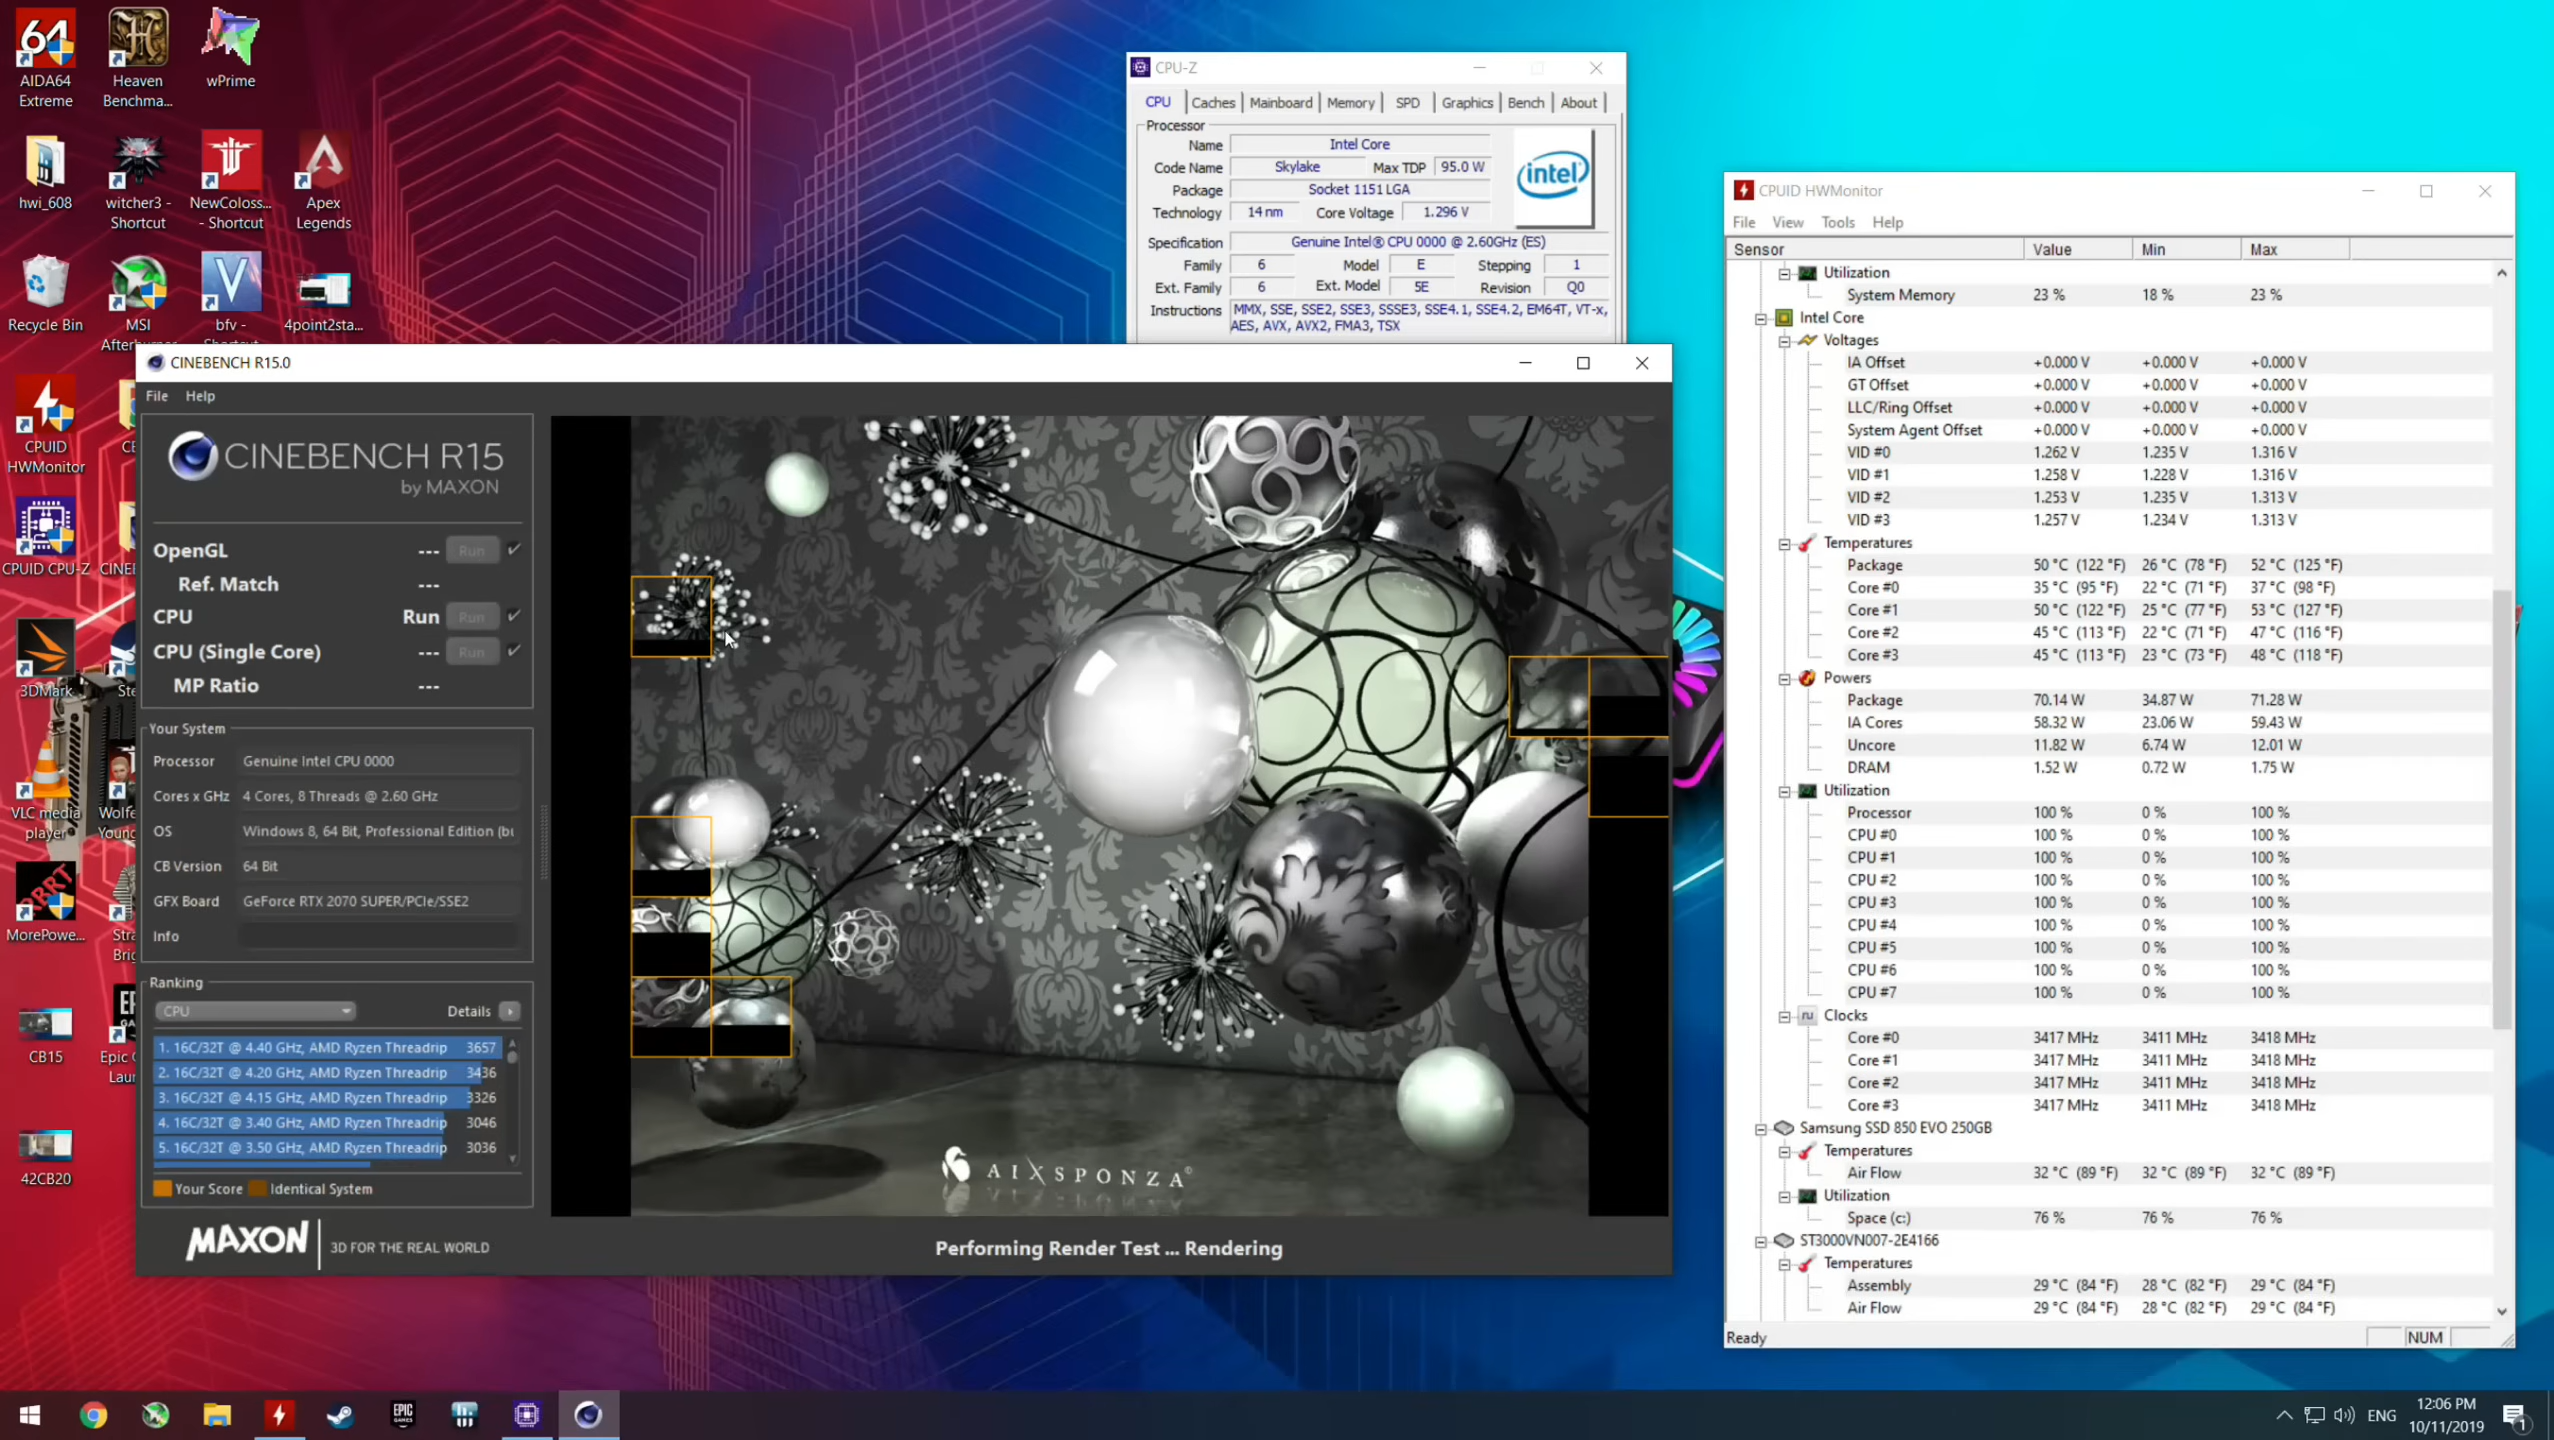 64
AIDA64
Extreme
Heaven
Benchma...
wPrime
hwi_608
witcher3 -
Shortcut
NewColoss...
- Shortcut
Apex
Legends
Recycle Bin
MSI
bfv -
4point2sta...
CPUID
HWMonitor
CPUID CPU-Z
3DMark
VLC media
player
MorePowe...
CB15
42CB20
CPU-Z
CPU Caches Mainboard Memory SPD Graphics Bench About
Processor
Name Intel Core
Code Name Skylake Max TDP 95.0 W
Package Socket 1151 LGA
Technology 14 nm Core Voltage 1.296 V
intel
Specification Genuine Intel® CPU 0000 @ 2.60GHz (ES)
Family 6 Model E Stepping 1
Ext. Family 6 Ext. Model 5E Revision Q0
Instructions MMX, SSE, SSE2, SSE3, SSSE3, SSE4.1, SSE4.2, EM64T, VT-x,
AES, AVX, AVX2, FMA3, TSX
CINEBENCH R15.0
File Help
CINEBENCH R15
by MAXON
OpenGL --- Run
Ref. Match ---
CPU Run Run
CPU (Single Core) --- Run
MP Ratio ---
Your System
Processor Genuine Intel CPU 0000
Cores x GHz 4 Cores, 8 Threads @ 2.60 GHz
OS Windows 8, 64 Bit, Professional Edition (bu
CB Version 64 Bit
GFX Board GeForce RTX 2070 SUPER/PCIe/SSE2
Info
Ranking
CPU Details
1. 16C/32T @ 4.40 GHz, AMD Ryzen Threadrip 3657
2. 16C/32T @ 4.20 GHz, AMD Ryzen Threadrip 3436
3. 16C/32T @ 4.15 GHz, AMD Ryzen Threadrip 3326
4. 16C/32T @ 3.40 GHz, AMD Ryzen Threadrip 3046
5. 16C/32T @ 3.50 GHz, AMD Ryzen Threadrip 3036
Your Score Identical System
MAXON 3D FOR THE REAL WORLD
AIXSPONZA®
Performing Render Test ... Rendering
CPUID HWMonitor
File View Tools Help
Sensor Value Min Max
Utilization
System Memory 23 % 18 % 23 %
Intel Core
Voltages
IA Offset +0.000 V +0.000 V +0.000 V
GT Offset +0.000 V +0.000 V +0.000 V
LLC/Ring Offset +0.000 V +0.000 V +0.000 V
System Agent Offset +0.000 V +0.000 V +0.000 V
VID #0 1.262 V 1.235 V 1.316 V
VID #1 1.258 V 1.228 V 1.316 V
VID #2 1.253 V 1.235 V 1.313 V
VID #3 1.257 V 1.234 V 1.313 V
Temperatures
Package 50 °C (122 °F) 26 °C (78 °F) 52 °C (125 °F)
Core #0 35 °C (95 °F) 22 °C (71 °F) 37 °C (98 °F)
Core #1 50 °C (122 °F) 25 °C (77 °F) 53 °C (127 °F)
Core #2 45 °C (113 °F) 22 °C (71 °F) 47 °C (116 °F)
Core #3 45 °C (113 °F) 23 °C (73 °F) 48 °C (118 °F)
Powers
Package 70.14 W 34.87 W 71.28 W
IA Cores 58.32 W 23.06 W 59.43 W
Uncore 11.82 W 6.74 W 12.01 W
DRAM 1.52 W 0.72 W 1.75 W
Utilization
Processor 100 % 0 % 100 %
CPU #0 100 % 0 % 100 %
CPU #1 100 % 0 % 100 %
CPU #2 100 % 0 % 100 %
CPU #3 100 % 0 % 100 %
CPU #4 100 % 0 % 100 %
CPU #5 100 % 0 % 100 %
CPU #6 100 % 0 % 100 %
CPU #7 100 % 0 % 100 %
Clocks
Core #0 3417 MHz 3411 MHz 3418 MHz
Core #1 3417 MHz 3411 MHz 3418 MHz
Core #2 3417 MHz 3411 MHz 3418 MHz
Core #3 3417 MHz 3411 MHz 3418 MHz
Samsung SSD 850 EVO 250GB
Temperatures
Air Flow 32 °C (89 °F) 32 °C (89 °F) 32 °C (89 °F)
Utilization
Space (c:) 76 % 76 % 76 %
ST3000VN007-2E4166
Temperatures
Assembly 29 °C (84 °F) 28 °C (82 °F) 29 °C (84 °F)
Air Flow 29 °C (84 °F) 28 °C (82 °F) 29 °C (84 °F)
Ready NUM
EPIC
GAMES
ENG
12:06 PM
10/11/2019
1